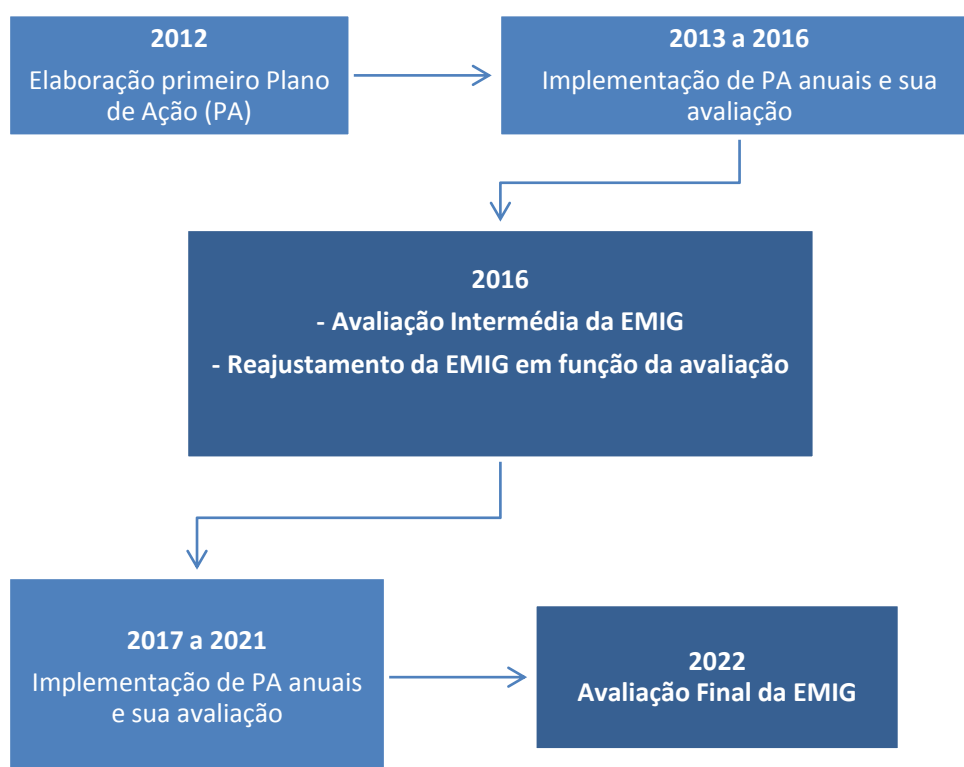 2012
Elaboração primeiro Plano
de Ação (PA)
2013 a 2016
Implementação de PA anuais e sua
avaliação
2016
- Avaliação Intermédia da EMIG
- Reajustamento da EMIG em função da avaliação
2017 a 2021
Implementação de PA anuais
e sua avaliação
2022
Avaliação Final da EMIG